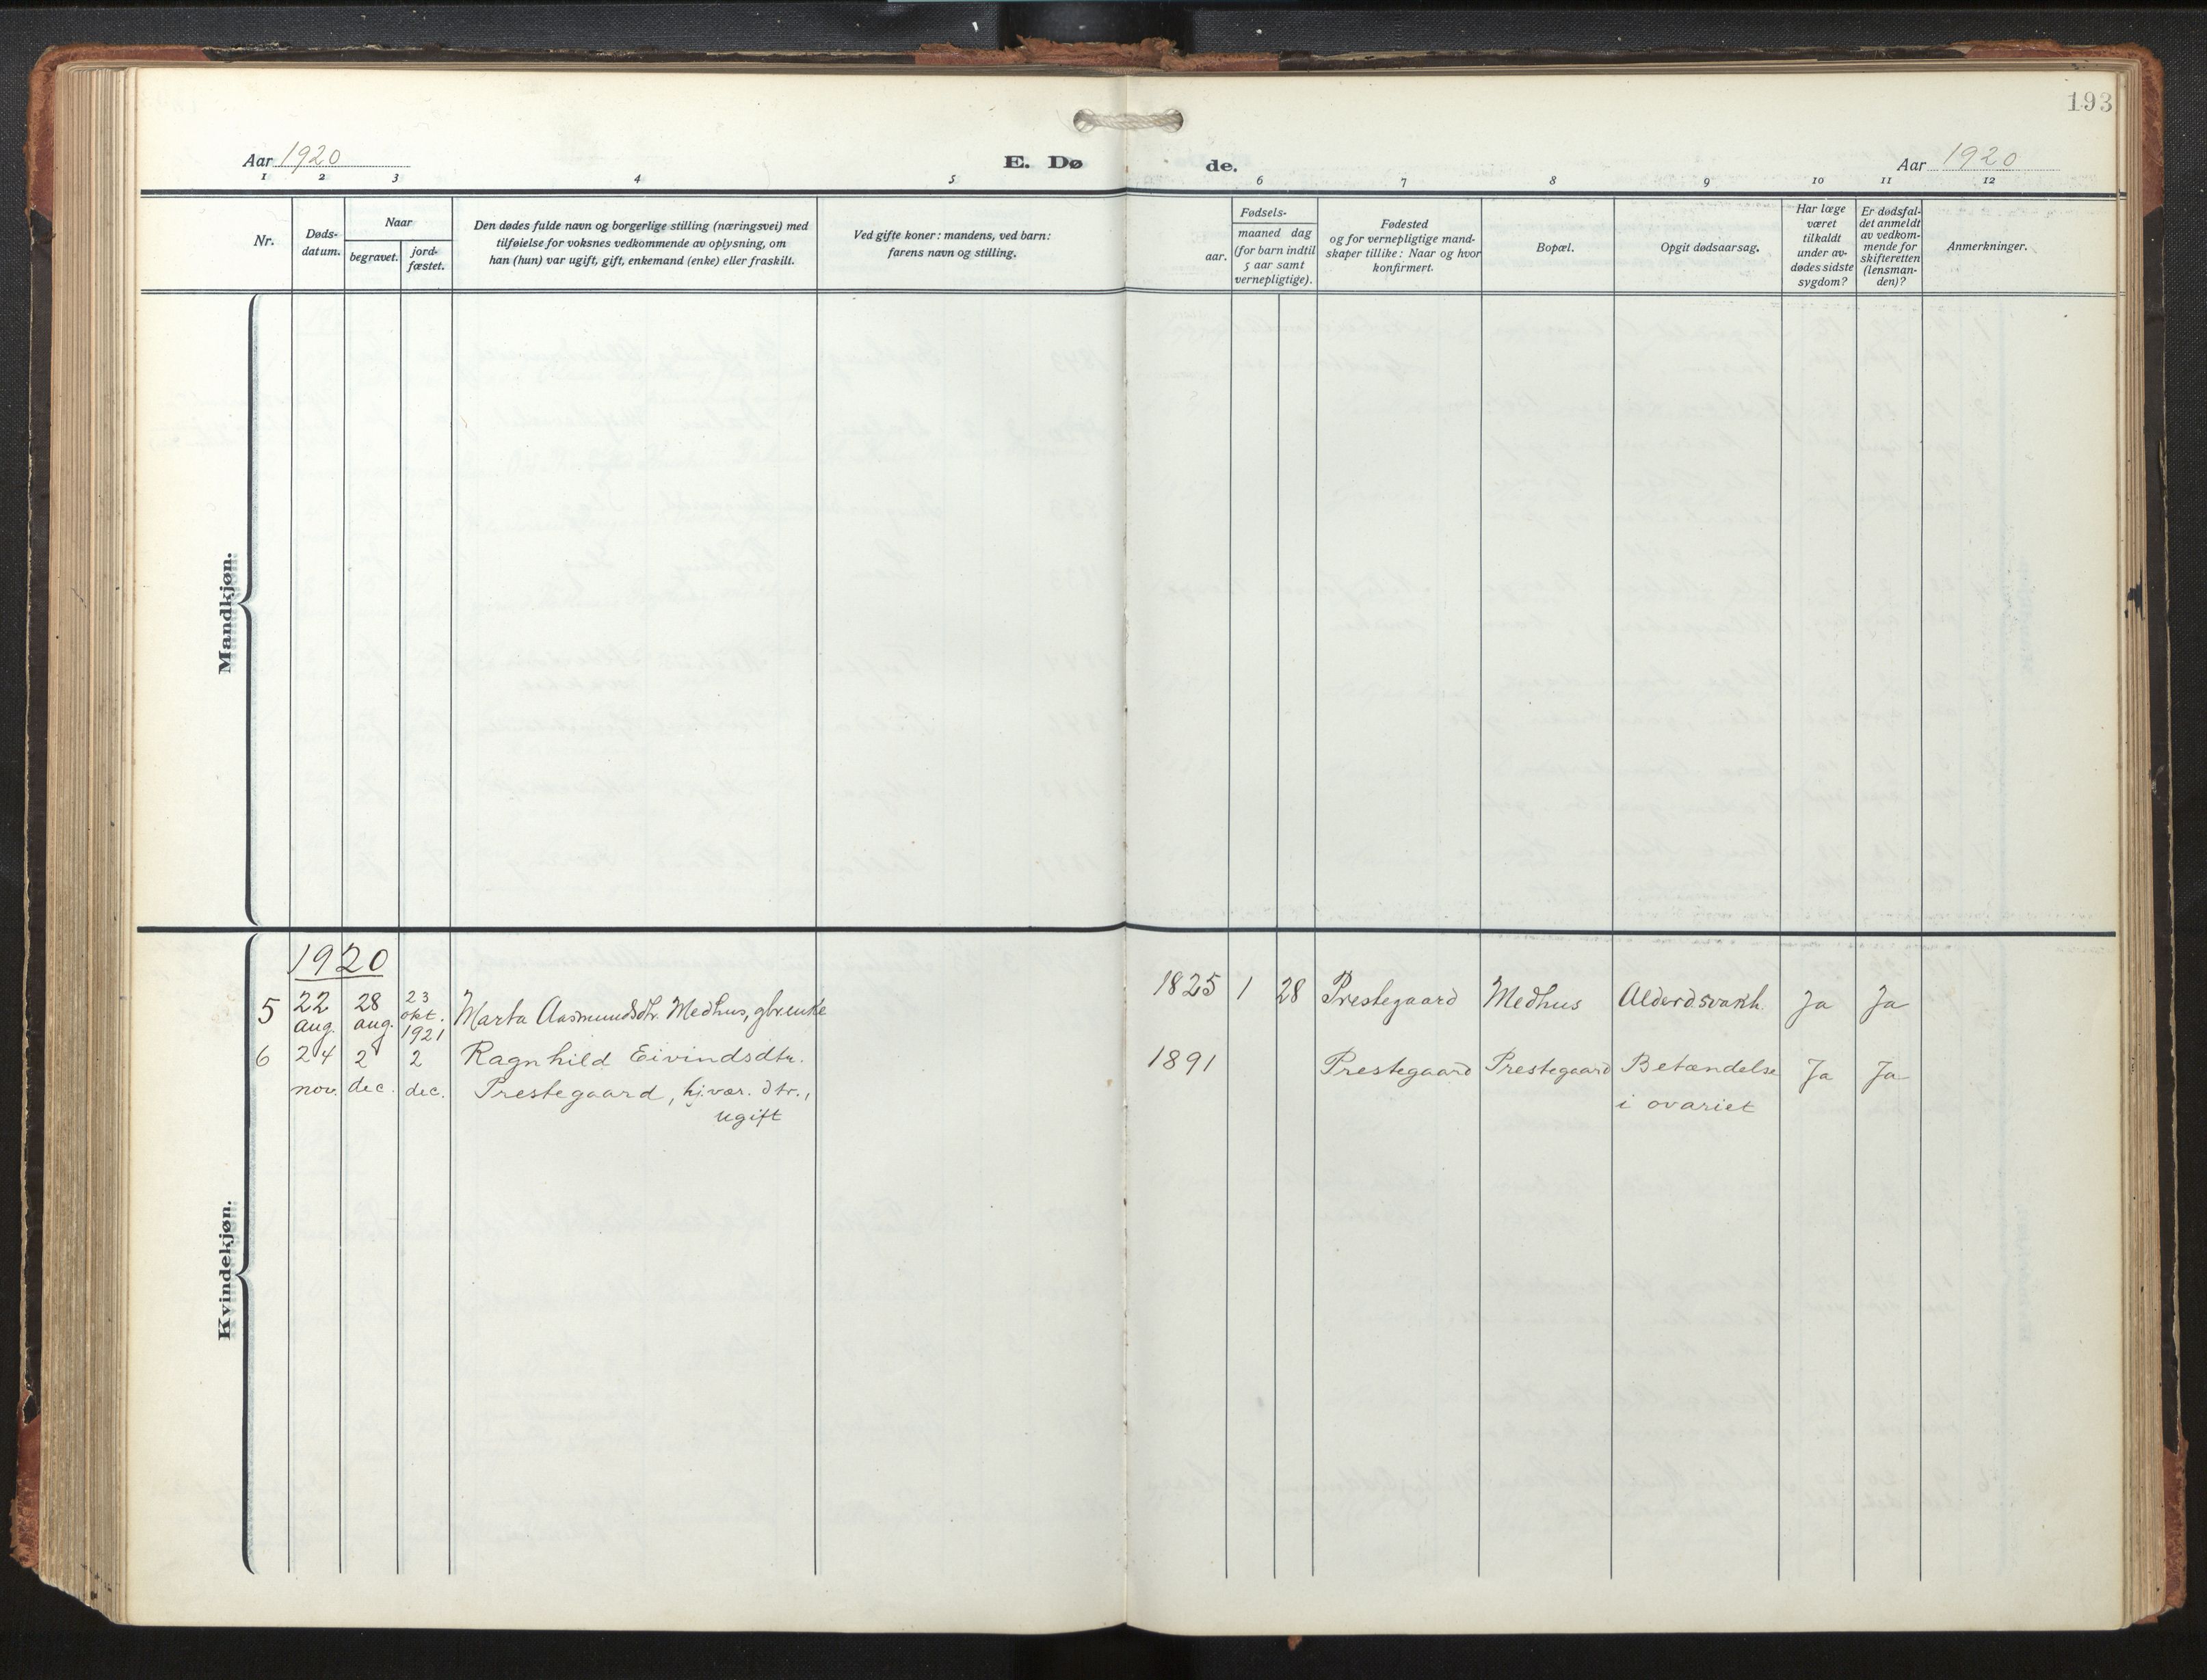 193
Aar 1920
E. Dø de.
Aar 1920
1 2 3 4 5 6 7 8 9 10 11 12
Nr.
Døds-
datum.
Naar
begravet.
jord-
fæstet.
Den dødes fulde navn og borgerlige stilling (næringsvei) med
tilføielse for voksnes vedkommende av oplysning, om
han (hun) var ugift, gift, enkemand (enke) eller fraskilt.
Ved gifte koner: mandens, ved barn:
farens navn og stilling.
aar.
Fødsels-
maaned dag
(for barn indtil
5 aar samt
vernepligtige).
Fødested
og for vernepligtige mand-
skaper tillike: Naar og hvor
konfirmert.
Bopæl.
Opgit dødsaarsag.
Har læge
været
tilkaldt
under av-
dødes sidste
sygdom?
Er dødsfal-
det anmeldt
av vedkom-
mende for
skifteretten
(lensman-
den)?
Anmerkninger.
Mandkjøn.
Kvindekjøn.
1920
5 22 aug. 28 aug. 23 okt. 1921 Marta Aasmundsdtr. Medhus, gbr.enke 1825 1 28 Prestegaard Medhus Alderdsvakh. Ja Ja
6 24 2 2 Ragnhild Eivindsdtr. 1891 Prestegaard Prestegaard Betændelse Ja Ja
nov. dec. dec. Prestegaard, hj.vær. dtr., i ovariet
ugift